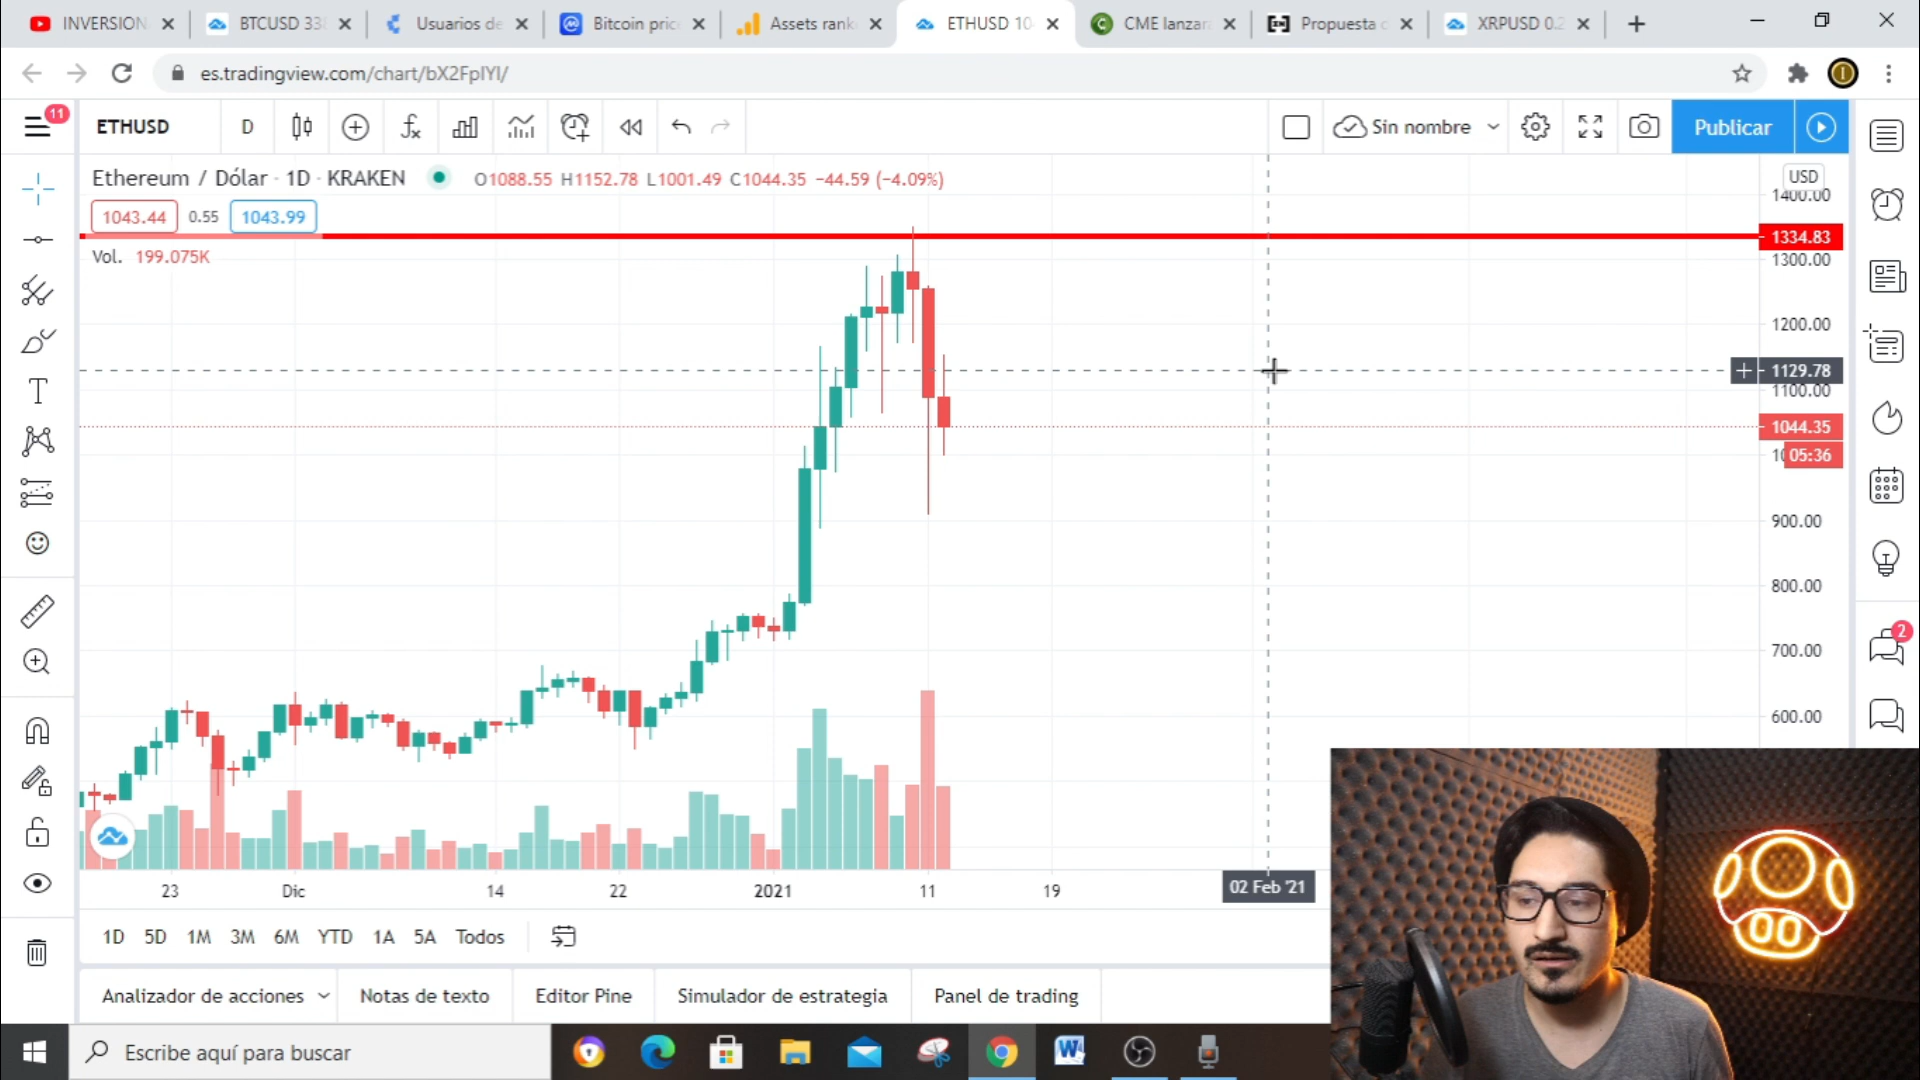 INVERSION
BTCUSD 33
Usuarios de
Bitcoin pric
Assets rank
ETHUSD 10
CME lanzar
Propuesta
XRPUSD 0.2
es.tradingview.com/chart/bX2FpIYI/
11
ETHUSD
D
Sin nombre
Publicar
Ethereum / Dólar · 1D · KRAKEN
O1088.55 H1152.78 L1001.49 C1044.35 −44.59 (−4.09%)
USD
1400.00
1043.44
0.55
1043.99
1334.83
Vol. 199.075K
1300.00
1200.00
1129.78
1100.00
1044.35
05:36
900.00
800.00
700.00
2
600.00
23
Dic
14
22
2021
11
19
02 Feb '21
1D 5D 1M 3M 6M YTD 1A 5A Todos
Analizador de acciones
Notas de texto
Editor Pine
Simulador de estrategia
Panel de trading
Escribe aquí para buscar